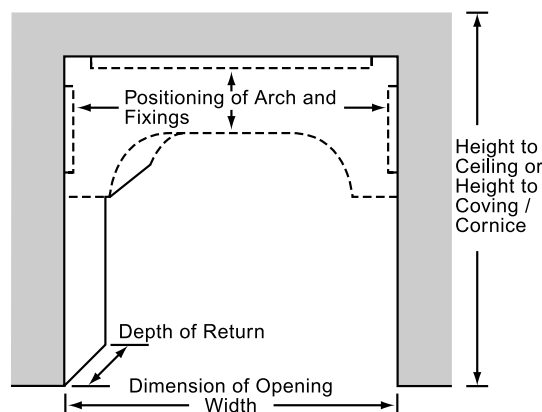 Positioning of Arch and
Fixings
Height to
Ceiling or
Height to
Coving /
Cornice
Depth of Return
Dimension of Opening
Width